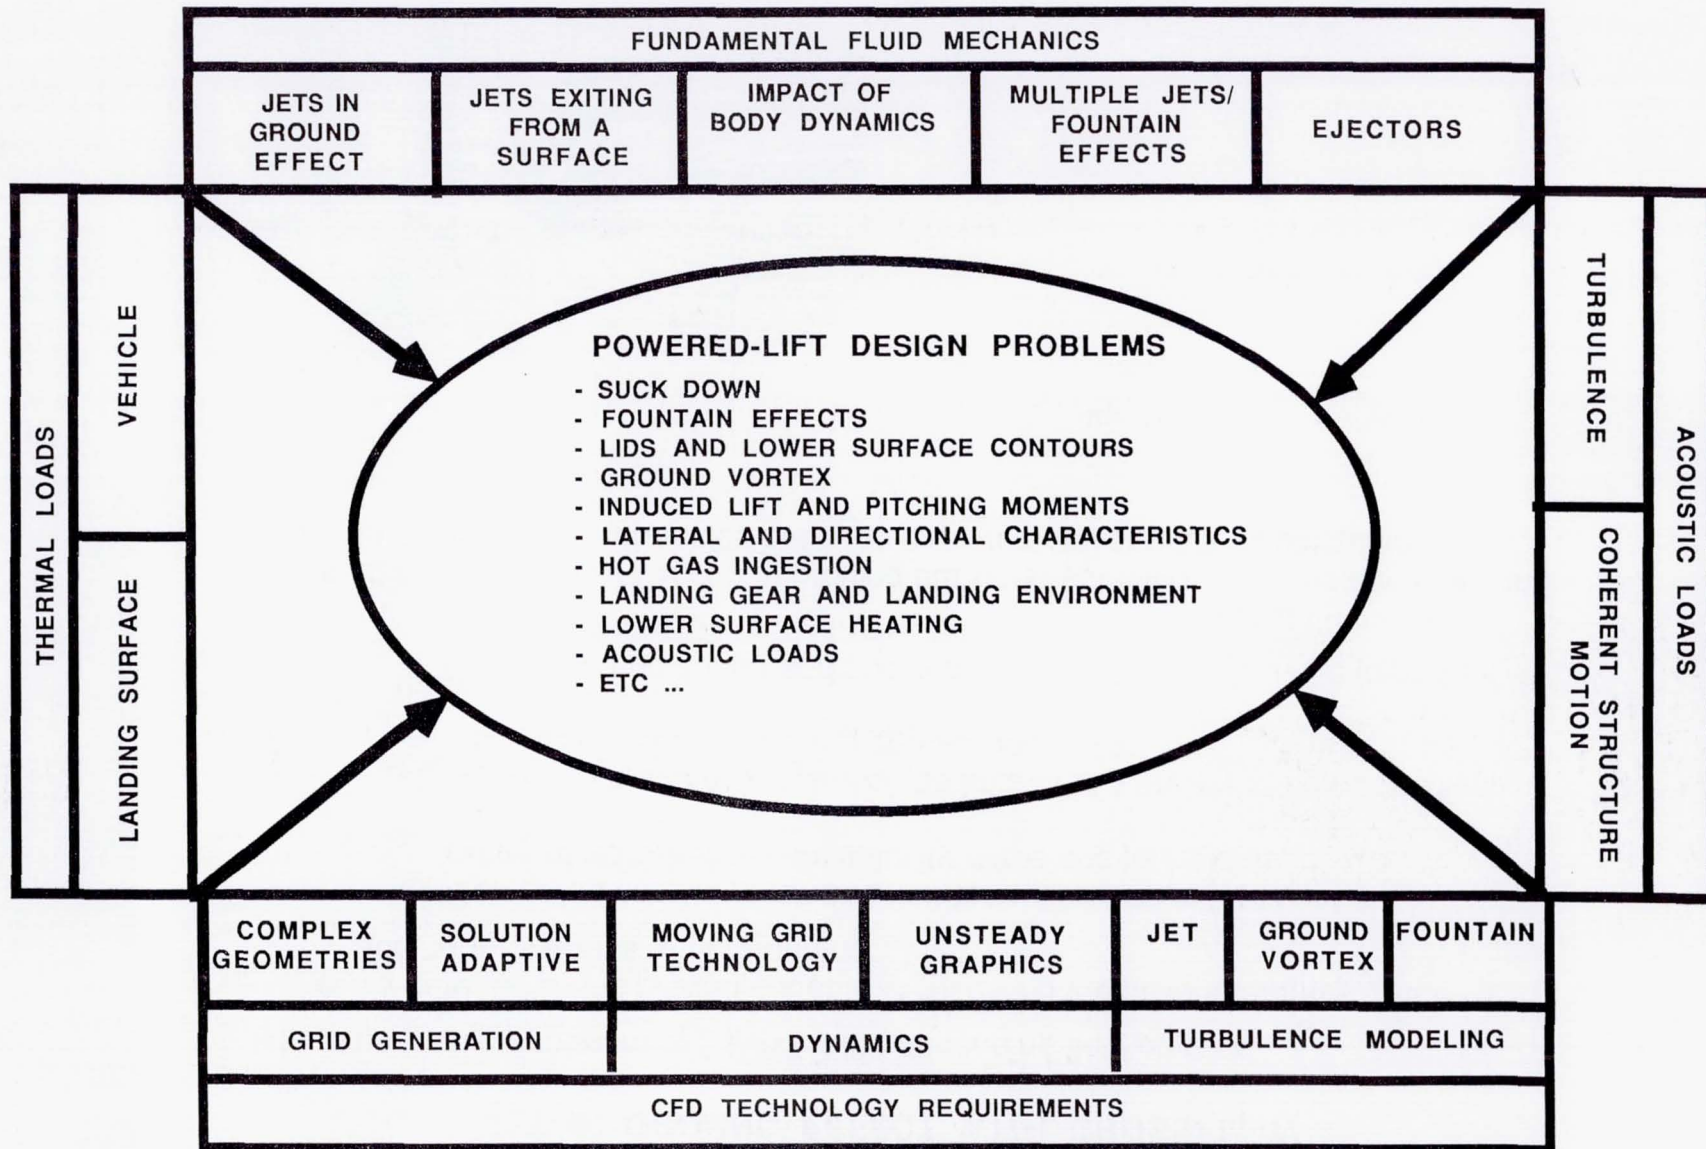 FUNDAMENTAL FLUID MECHANICS
JETS IN
GROUND
EFFECT
JETS EXITING
FROM A
SURFACE
IMPACT OF
BODY DYNAMICS
MULTIPLE JETS/
FOUNTAIN
EFFECTS
EJECTORS
THERMAL LOADS
VEHICLE
LANDING SURFACE
POWERED-LIFT DESIGN PROBLEMS
- SUCK DOWN
- FOUNTAIN EFFECTS
- LIDS AND LOWER SURFACE CONTOURS
- GROUND VORTEX
- INDUCED LIFT AND PITCHING MOMENTS
- LATERAL AND DIRECTIONAL CHARACTERISTICS
- HOT GAS INGESTION
- LANDING GEAR AND LANDING ENVIRONMENT
- LOWER SURFACE HEATING
- ACOUSTIC LOADS
- ETC ...
TURBULENCE
COHERENT STRUCTURE
MOTION
ACOUSTIC LOADS
COMPLEX
GEOMETRIES
SOLUTION
ADAPTIVE
MOVING GRID
TECHNOLOGY
UNSTEADY
GRAPHICS
JET
GROUND
VORTEX
FOUNTAIN
GRID GENERATION
DYNAMICS
TURBULENCE MODELING
CFD TECHNOLOGY REQUIREMENTS